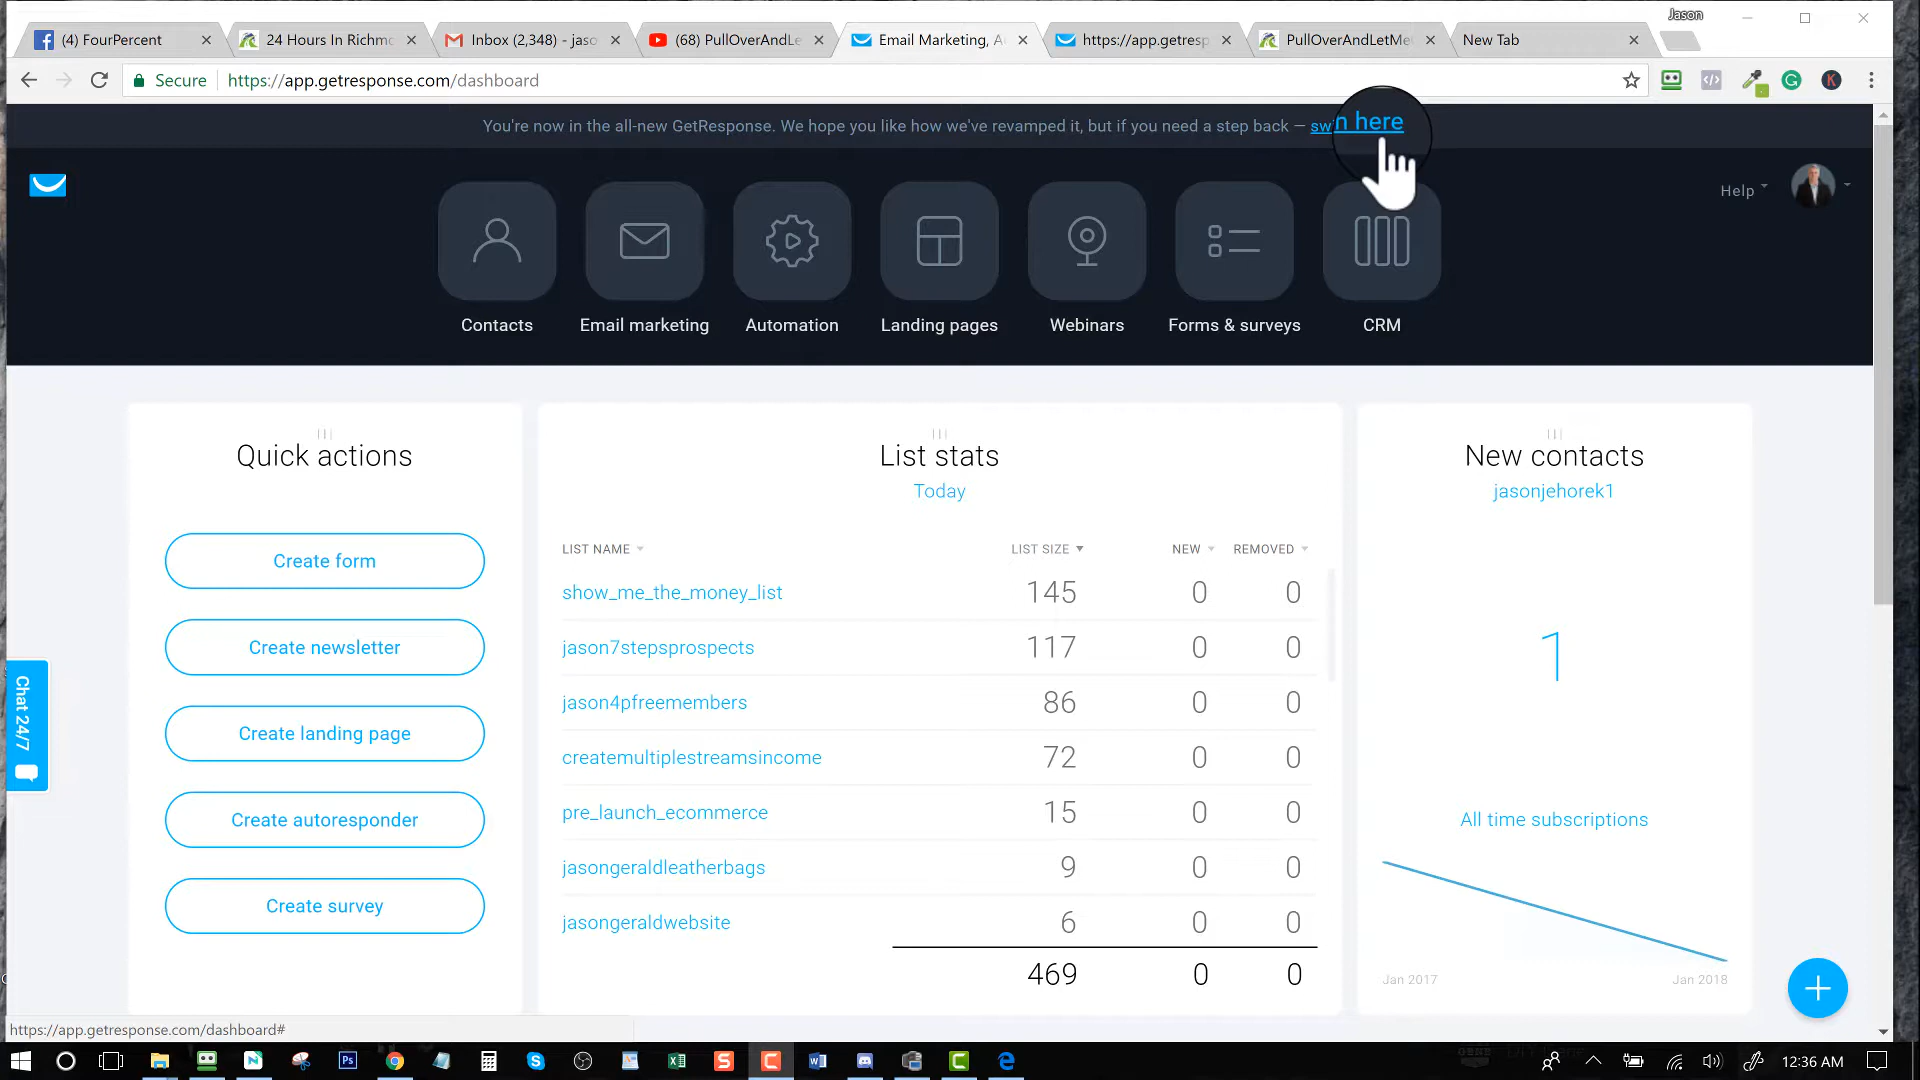 Jason
(4) FourPercent
24 Hours In Richmo
Inbox (2,348) - jaso
(68) PullOverAndLe
Email Marketing, A
https://app.getresp
PullOverAndLetMe
New Tab
Secure
https://app.getresponse.com/dashboard
You're now in the all-new GetResponse. We hope you like how we've revamped it, but if you need a step back — sw n here
Help
Contacts
Email marketing
Automation
Landing pages
Webinars
Forms & surveys
CRM
Quick actions
Create form
Create newsletter
Create landing page
Create autoresponder
Create survey
List stats
Today
LIST NAME LIST SIZE NEW REMOVED
show_me_the_money_list 145 0 0
jason7stepsprospects 117 0 0
jason4pfreemembers 86 0 0
createmultiplestreamsincome 72 0 0
pre_launch_ecommerce 15 0 0
jasongeraldleatherbags 9 0 0
jasongeraldwebsite 6 0 0
469 0 0
New contacts
jasonjehorek1
1
All time subscriptions
Jan 2017 Jan 2018
Chat 24/7
https://app.getresponse.com/dashboard#
12:36 AM